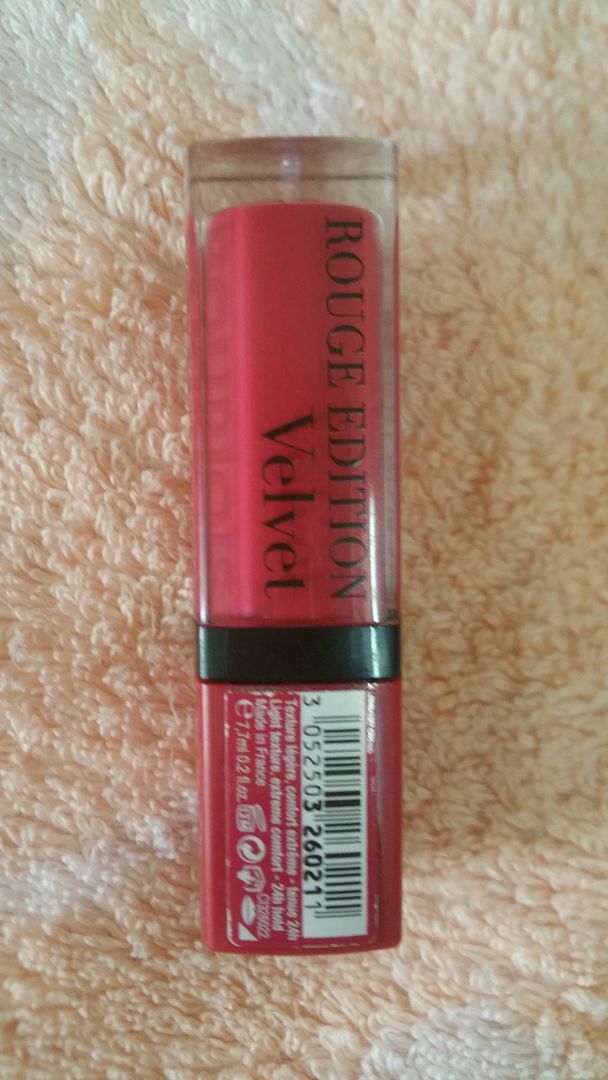 ROUGE EDITION
Velvet
3 052503 260211
Texture légère, confort extrême - tenue 24h
Light texture, extreme comfort - 24h hold
Made in France
e 7,7ml 0.2 fl.oz.